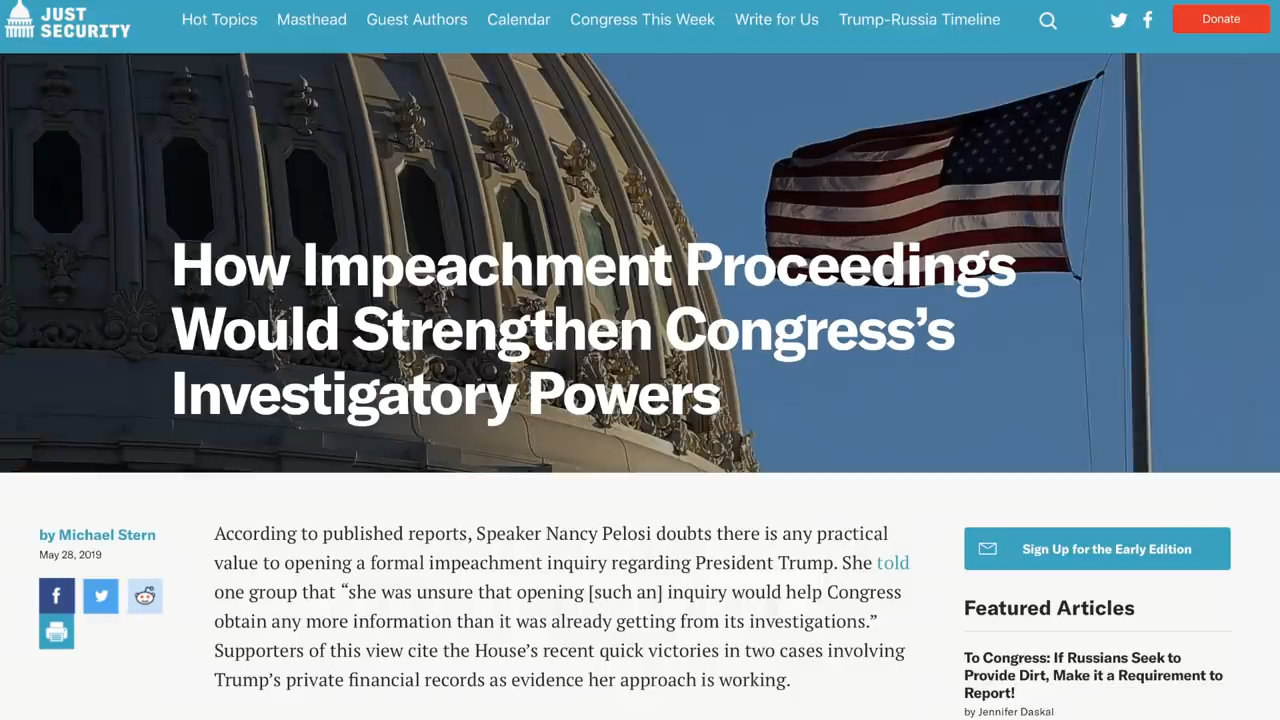 JUST
SECURITY
Hot Topics
Masthead
Guest Authors
Calendar
Congress This Week
Write for Us
Trump-Russia Timeline
Donate
How Impeachment Proceedings
Would Strengthen Congress’s
Investigatory Powers
by Michael Stern
May 28, 2019
According to published reports, Speaker Nancy Pelosi doubts there is any practical
value to opening a formal impeachment inquiry regarding President Trump. She told
one group that “she was unsure that opening [such an] inquiry would help Congress
obtain any more information than it was already getting from its investigations.”
Supporters of this view cite the House’s recent quick victories in two cases involving
Trump’s private financial records as evidence her approach is working.
Sign Up for the Early Edition
Featured Articles
To Congress: If Russians Seek to
Provide Dirt, Make it a Requirement to
Report!
by Jennifer Daskal